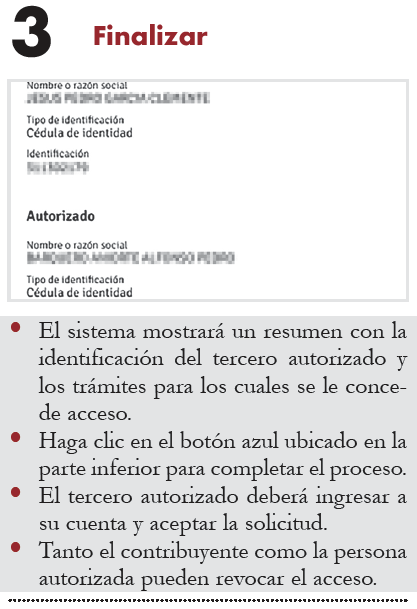 3 Finalizar
Nombre o razón social
Tipo de identificación
Cédula de identidad
Identificación
Autorizado
Nombre o razón social
Tipo de identificación
Cédula de identidad
• El sistema mostrará un resumen con la
identificación del tercero autorizado y
los trámites para los cuales se le conce-
de acceso.
• Haga clic en el botón azul ubicado en la
parte inferior para completar el proceso.
• El tercero autorizado deberá ingresar a
su cuenta y aceptar la solicitud.
• Tanto el contribuyente como la persona
autorizada pueden revocar el acceso.